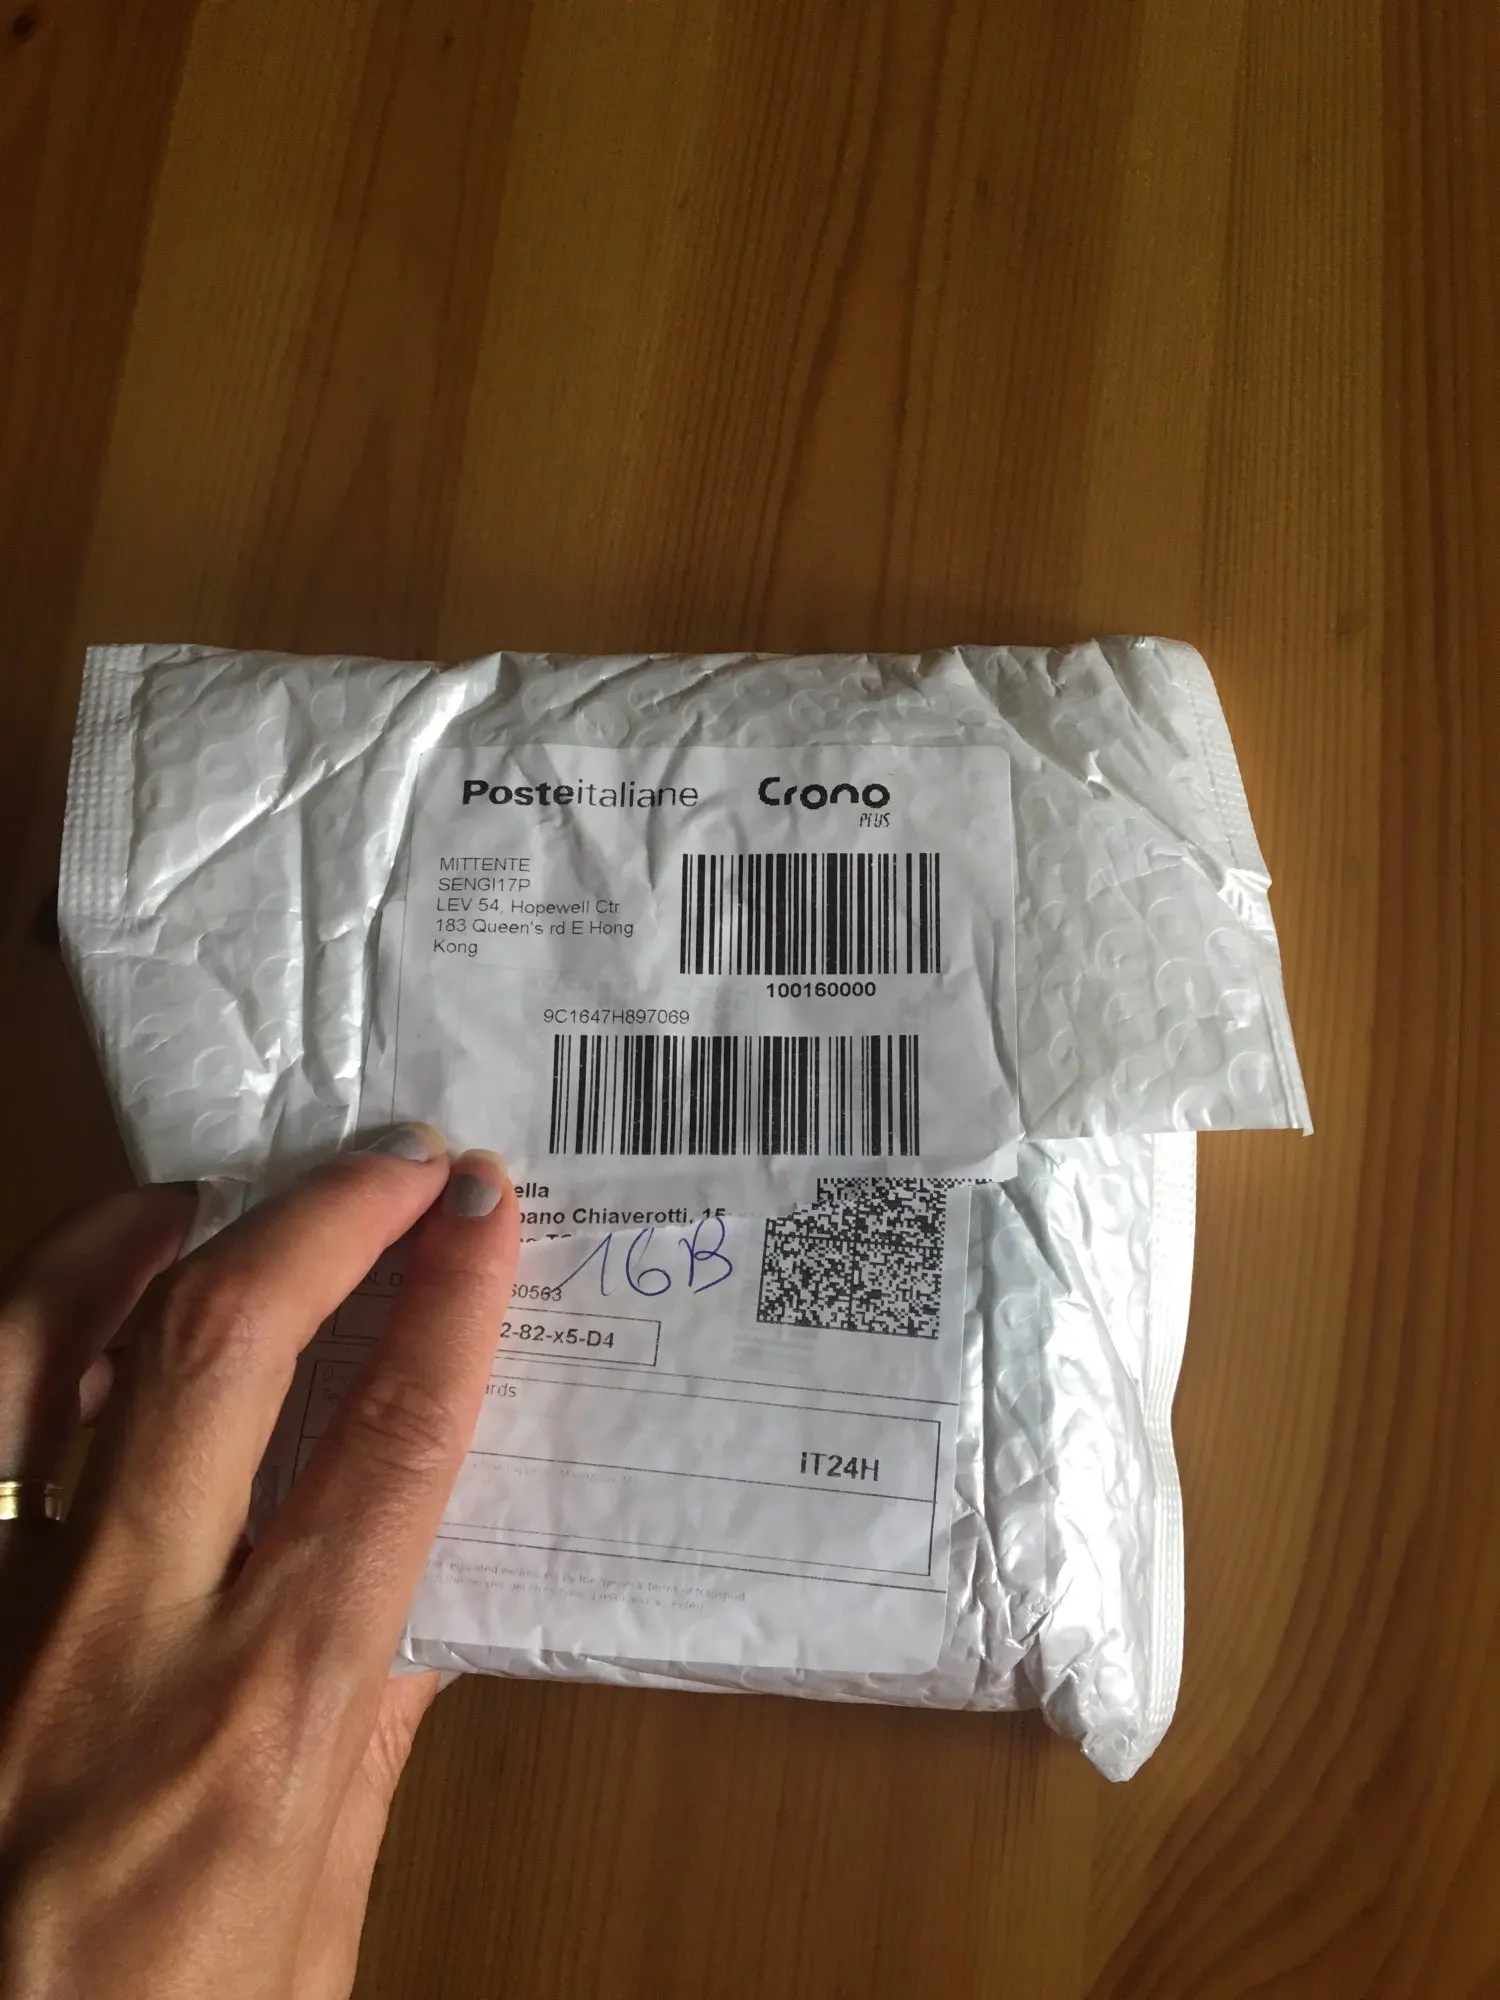 Posteitaliane Crono
PLUS
MITTENTE
SENGI17P
LEV 54, Hopewell Ctr
183 Queen's rd E Hong
Kong
100160000
9C1647H897069
ella
bano Chiaverotti, 15
16B
60563
2-82-x5-D4
ards
IT24H